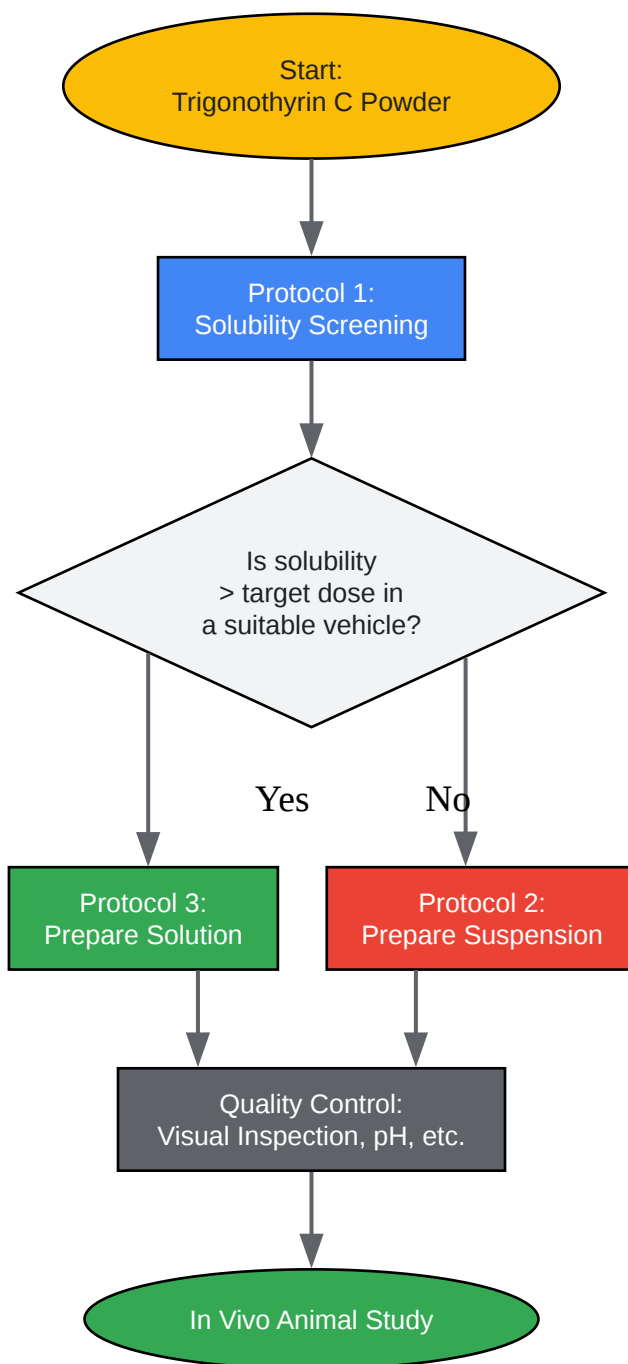 Start:
Trigonothyrin C Powder
Protocol 1:
Solubility Screening
Is solubility
> target dose in
a suitable vehicle?
Yes
No
Protocol 3:
Prepare Solution
Protocol 2:
Prepare Suspension
Quality Control:
Visual Inspection, pH, etc.
In Vivo Animal Study